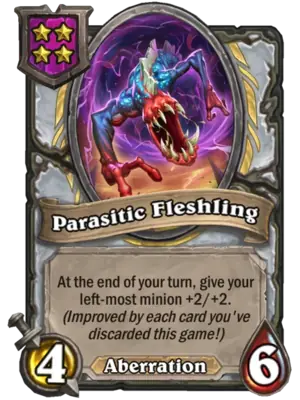 Parasitic Fleshling
At the end of your turn, give your
left-most minion +2/+2.
(Improved by each card you've
discarded this game!)
4
Aberration
6